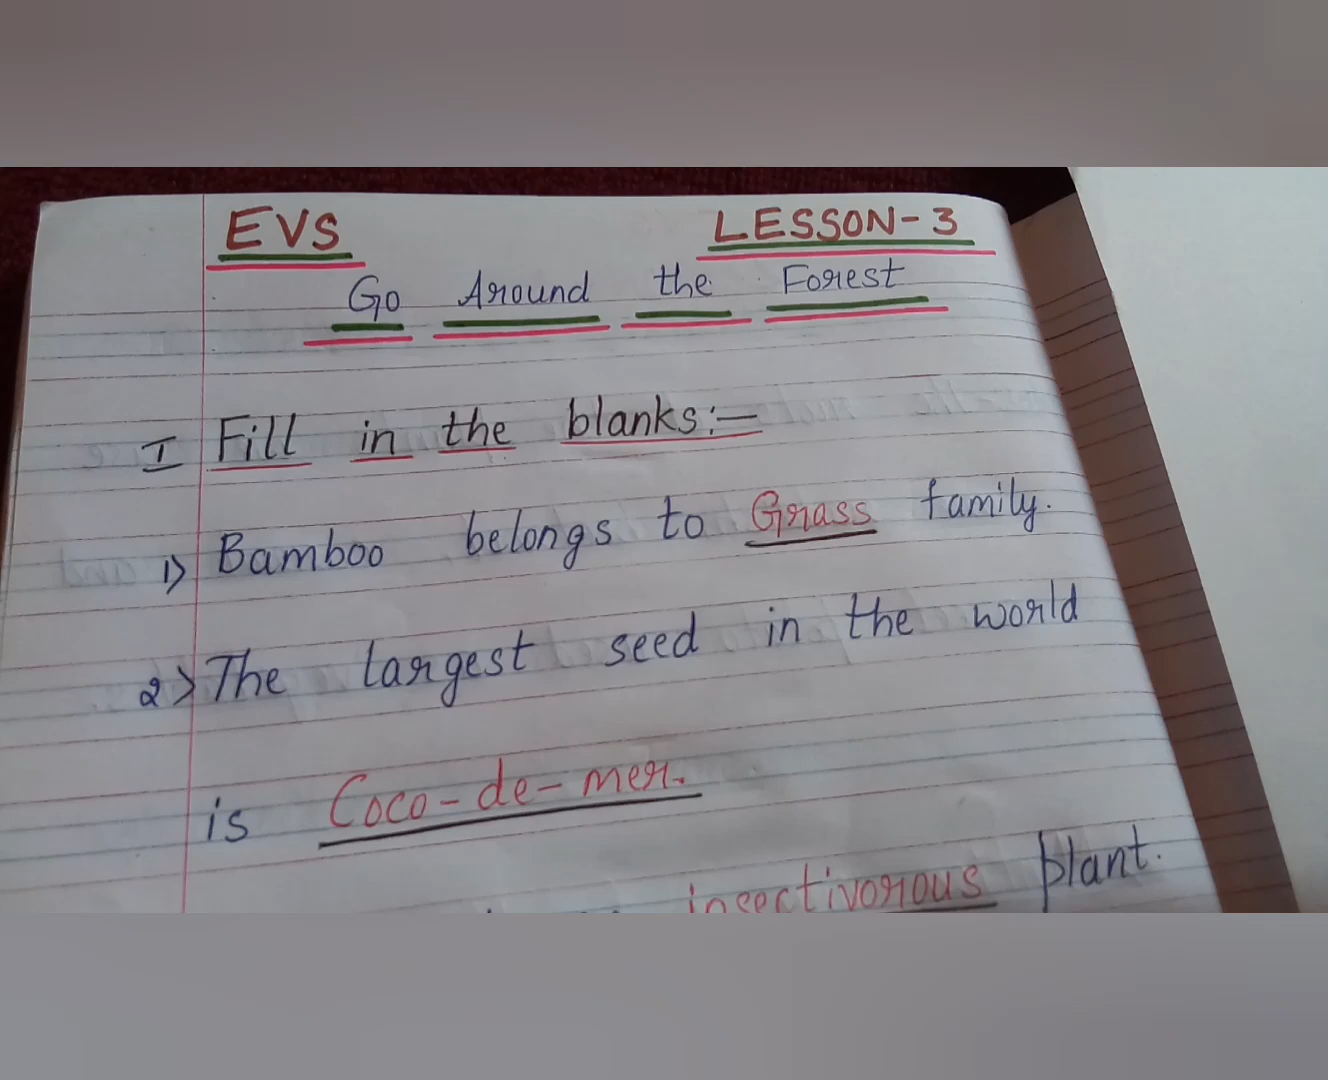 EVS LESSON-3
Go Around the Forest
I Fill in the blanks:-
1) Bamboo belongs to Grass family.
2) The largest seed in the world
is Coco-de-mer.
insectivorous plant.